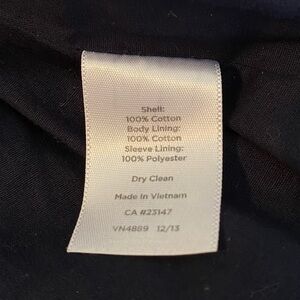 Shell:
100% Cotton
Body Lining:
100% Cotton
Sleeve Lining:
100% Polyester
Dry Clean
Made in Vietnam
CA #23147
VN4889 12/13